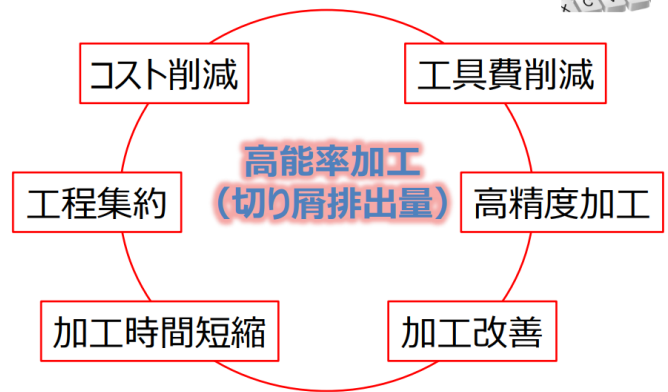 コスト削減
工具費削減
高能率加工
(切り屑排出量)
工程集約
高精度加工
加工時間短縮
加工改善